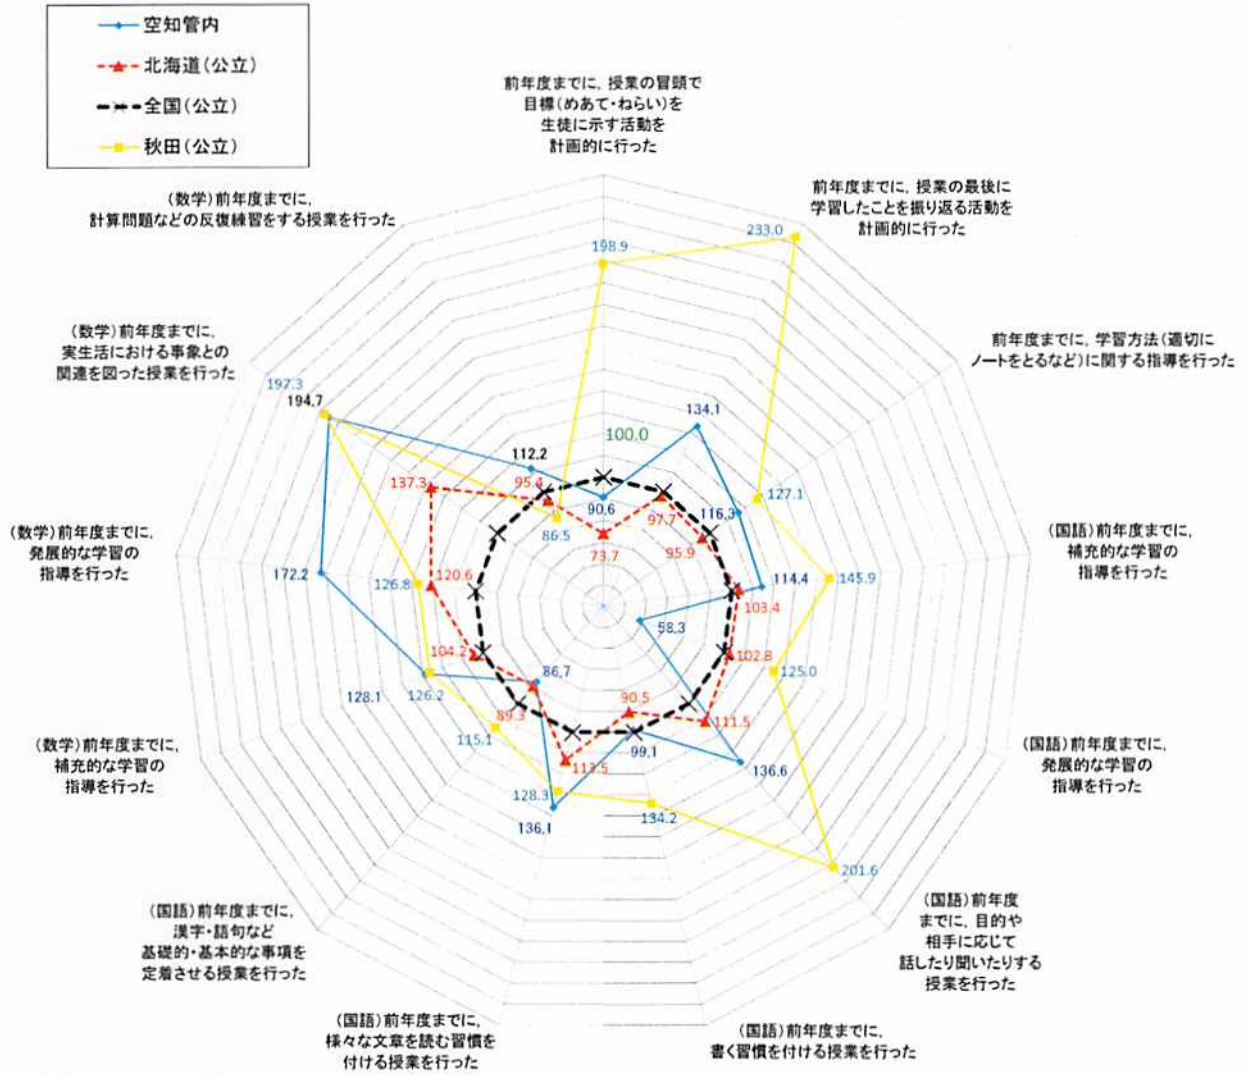 空知管内
北海道(公立)
全国(公立)
秋田(公立)
前年度までに、授業の冒頭で
目標(めあて・ねらい)を
生徒に示す活動を
計画的に行った
前年度までに、授業の最後に
学習したことを振り返る活動を
計画的に行った
前年度までに、学習方法(適切に
ノートをとるなど)に関する指導を行った
(国語)前年度までに、
補充的な学習の
指導を行った
(国語)前年度までに、
発展的な学習の
指導を行った
(国語)前年度
までに、目的や
相手に応じて
話したり聞いたりする
授業を行った
(国語)前年度までに、
書く習慣を付ける授業を行った
(国語)前年度までに、
様々な文章を読む習慣を
付ける授業を行った
(国語)前年度までに、
漢字・語句など
基礎的・基本的な事項を
定着させる授業を行った
(数学)前年度までに、
補充的な学習の
指導を行った
(数学)前年度までに、
発展的な学習の
指導を行った
(数学)前年度までに、
実生活における事象との
関連を図った授業を行った
(数学)前年度までに、
計算問題などの反復練習をする授業を行った
198.9
233.0
134.1
100.0
127.1
116.3
90.6
97.7
95.9
73.7
114.4
145.9
103.4
58.3
102.8
125.0
111.5
136.6
201.6
90.5
99.1
134.2
113.5
128.3
136.1
86.7
89.3
115.1
104.2
126.2
128.1
120.6
126.8
172.2
137.3
197.3
194.7
112.2
95.4
86.5